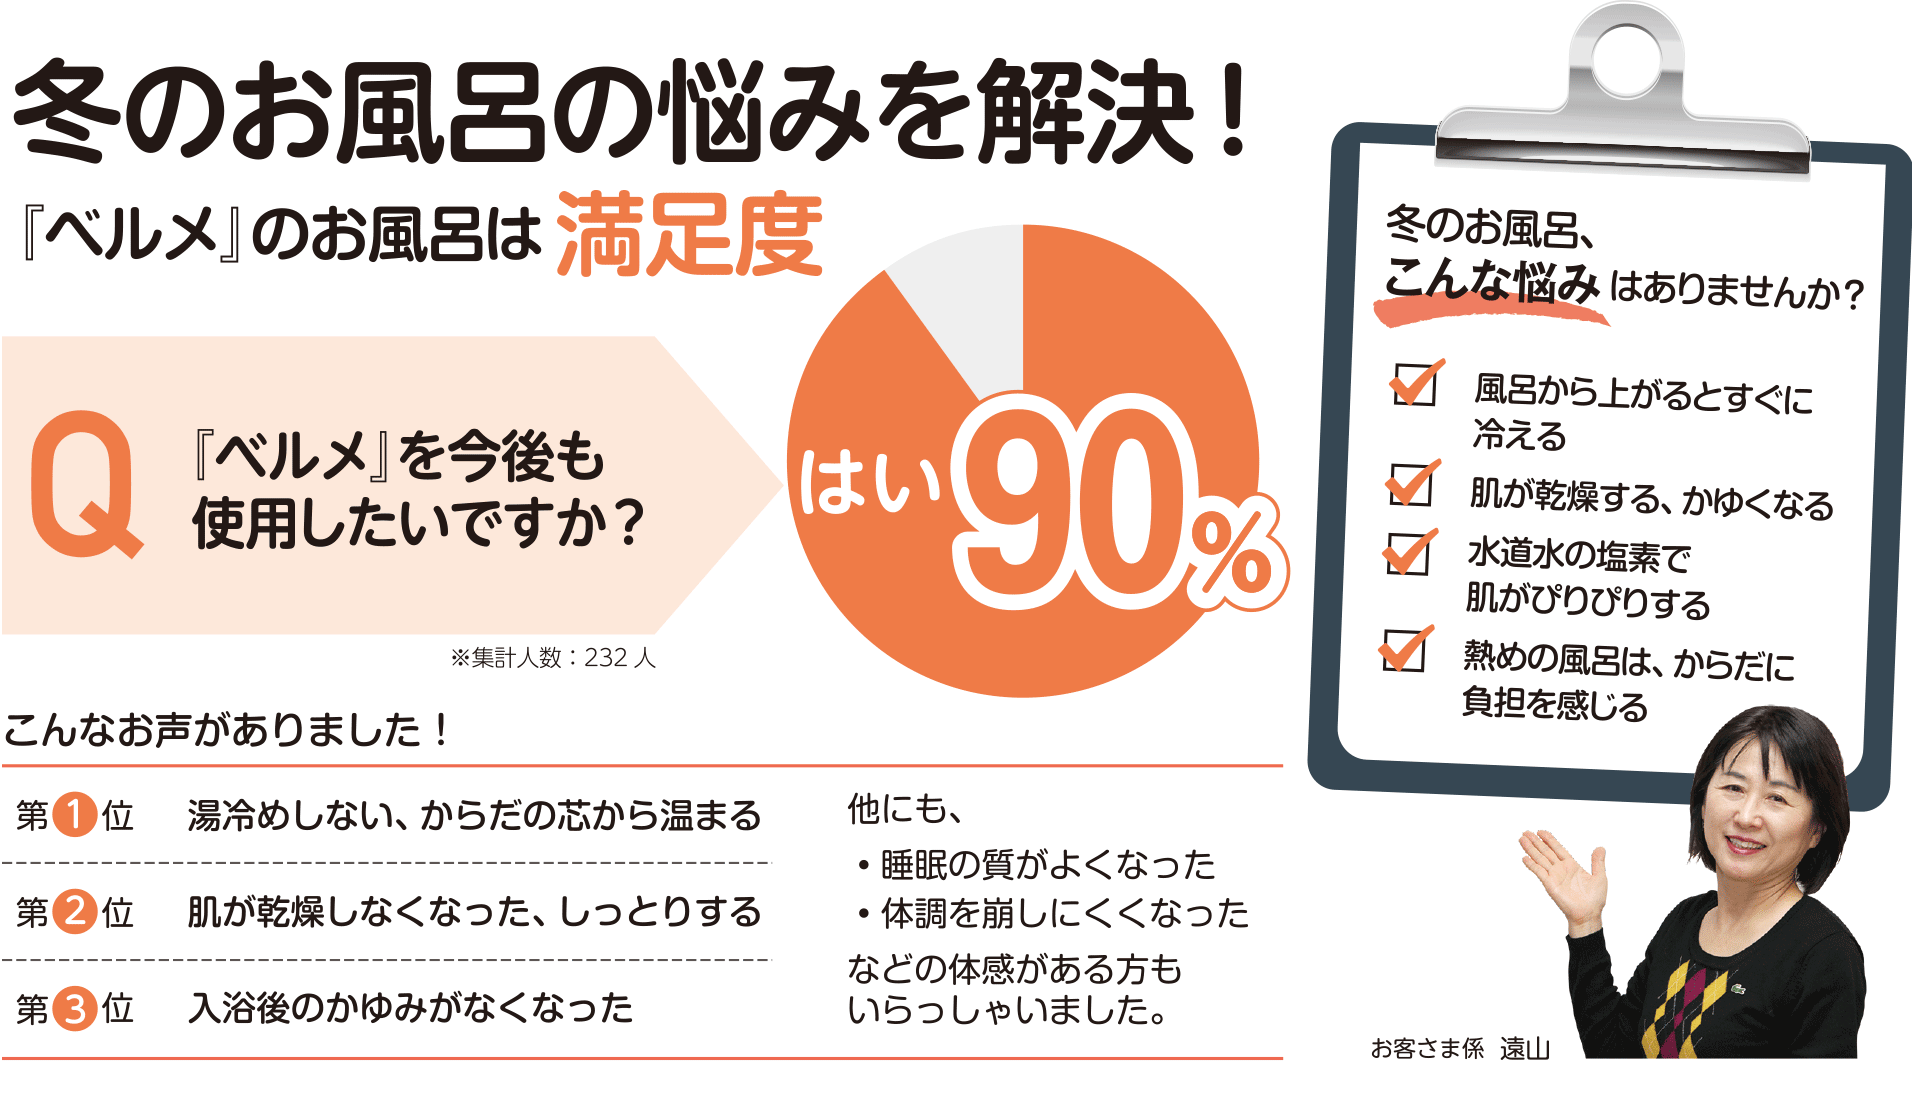 冬のお風呂の悩みを解決！
『ベルメ』のお風呂は 満足度
Q
『ベルメ』を今後も
使用したいですか？
はい90%
※集計人数：232人
こんなお声がありました！
第1位 湯冷めしない、からだの芯から温まる
第2位 肌が乾燥しなくなった、しっとりする
第3位 入浴後のかゆみがなくなった
他にも、
・睡眠の質がよくなった
・体調を崩しにくくなった
などの体感がある方も
いらっしゃいました。
冬のお風呂、
こんな悩みはありませんか？
風呂から上がるとすぐに
冷える
肌が乾燥する、かゆくなる
水道水の塩素で
肌がぴりぴりする
熱めの風呂は、からだに
負担を感じる
お客さま係 遠山